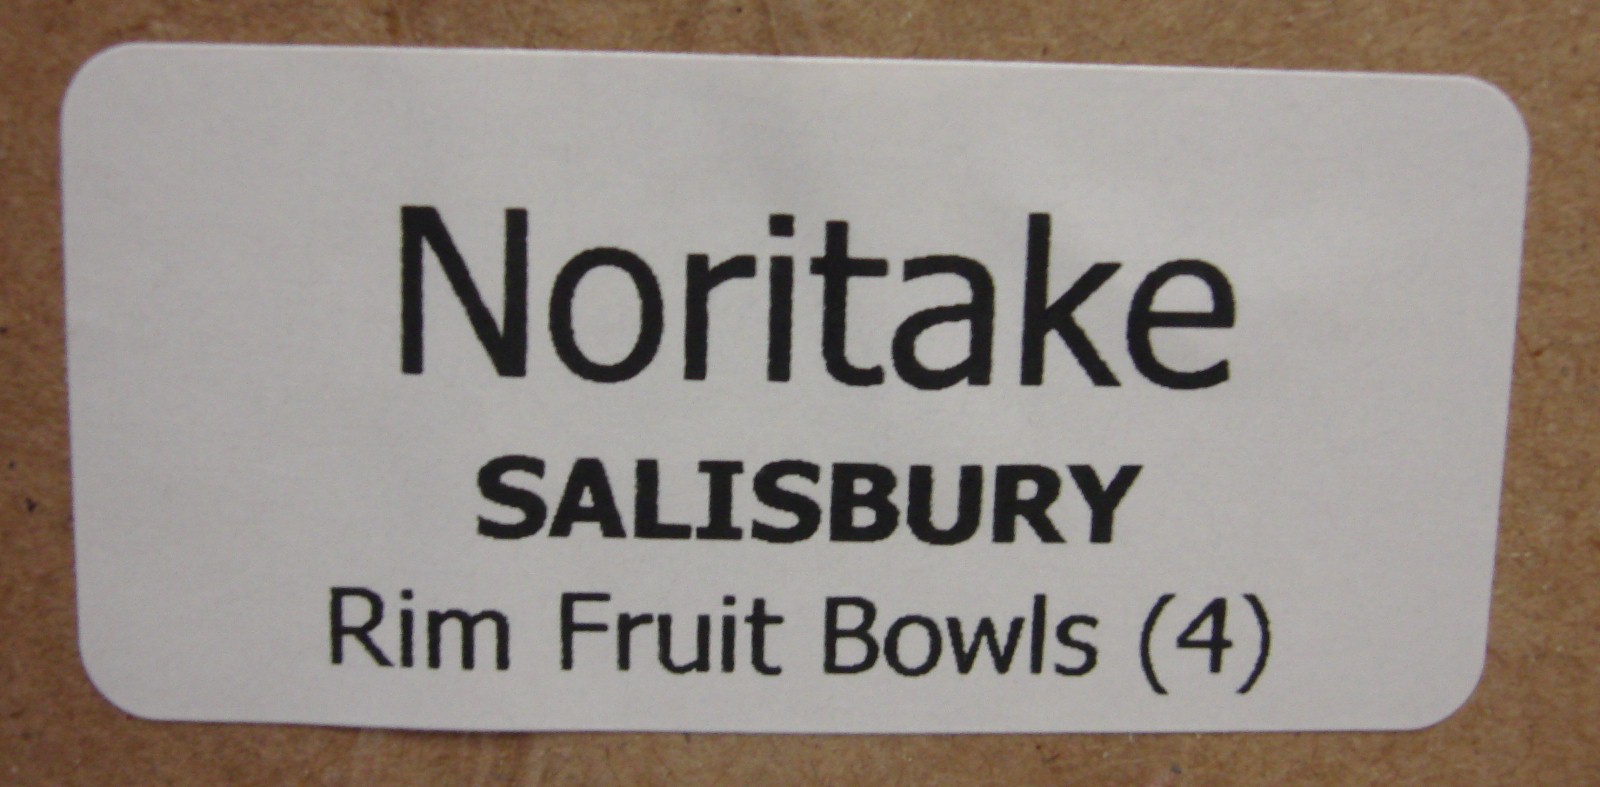 Noritake
SALISBURY
Rim Fruit Bowls (4)